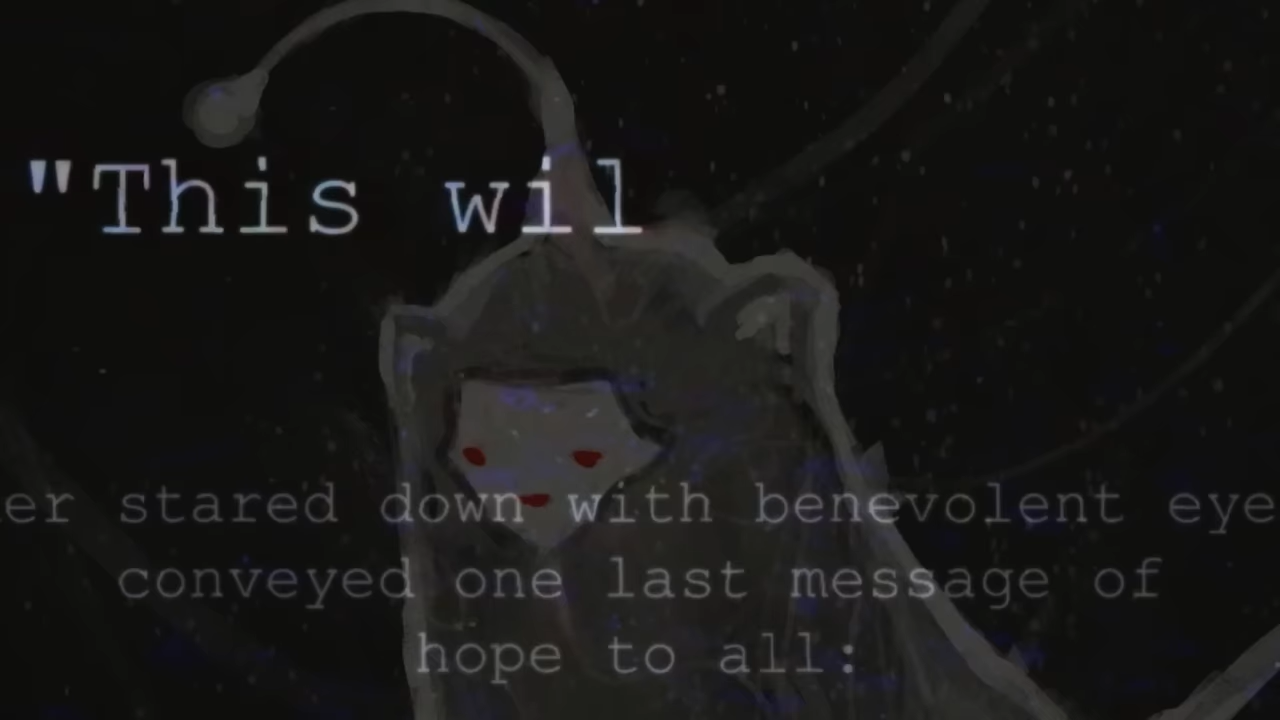 "This wil
er stared down with benevolent eye
conveyed one last message of
hope to all: